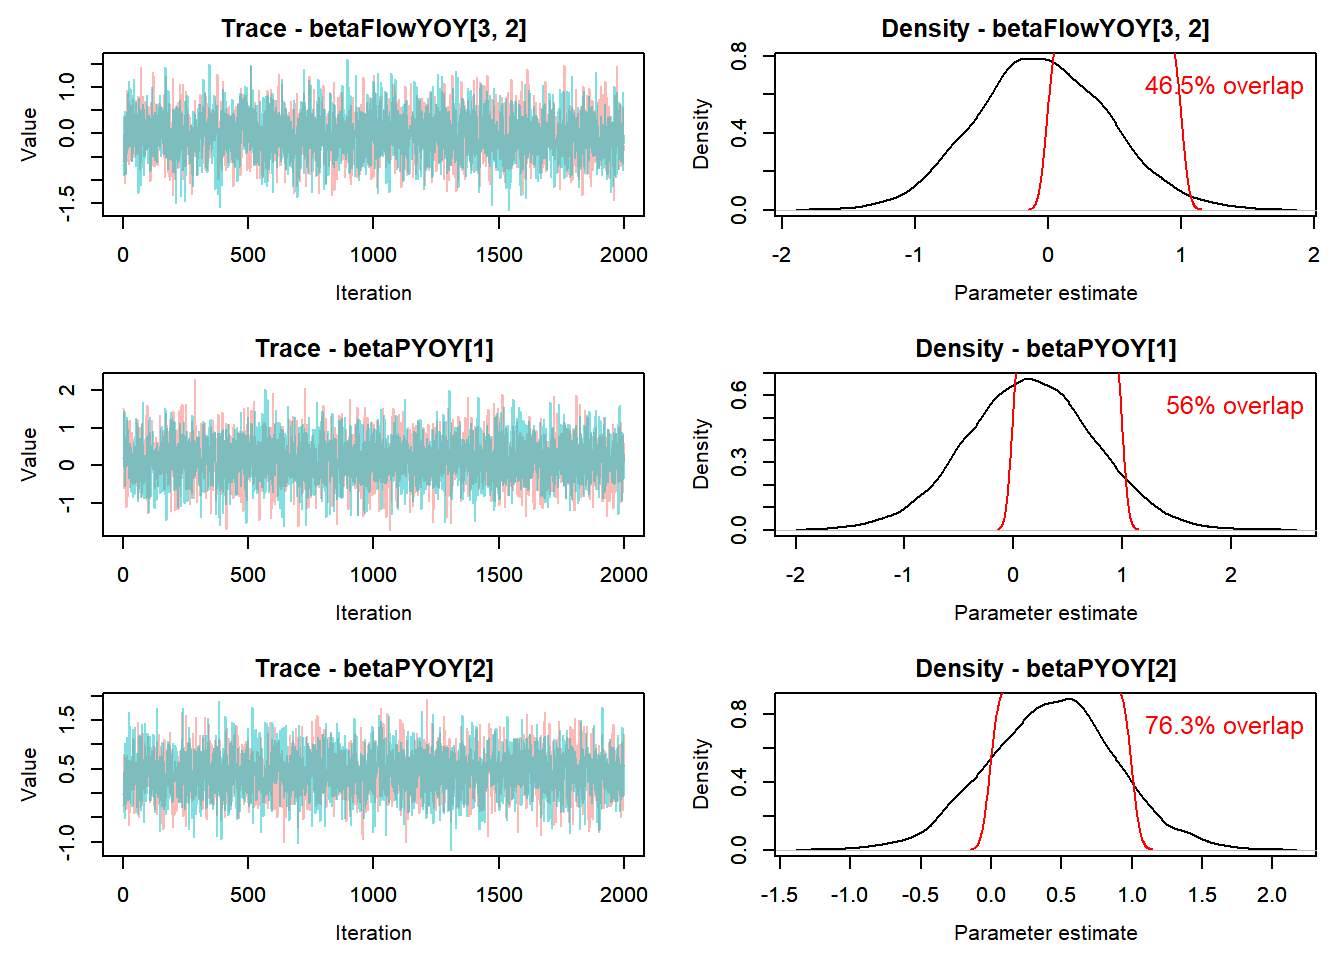 Trace - betaFlowYOY[3, 2]
Value
-1.5 0.0 1.0
0 500 1000 1500 2000
Iteration
Density - betaFlowYOY[3, 2]
46.5% overlap
Density
0.0 0.4 0.8
-2 -1 0 1 2
Parameter estimate
Trace - betaPYOY[1]
Value
-1 0 1 2
0 500 1000 1500 2000
Iteration
Density - betaPYOY[1]
56% overlap
Density
0.0 0.3 0.6
-2 -1 0 1 2
Parameter estimate
Trace - betaPYOY[2]
Value
-1.0 0.5 1.5
0 500 1000 1500 2000
Iteration
Density - betaPYOY[2]
76.3% overlap
Density
0.0 0.4 0.8
-1.5 -1.0 0.0 0.5 1.0 1.5 2.0
Parameter estimate